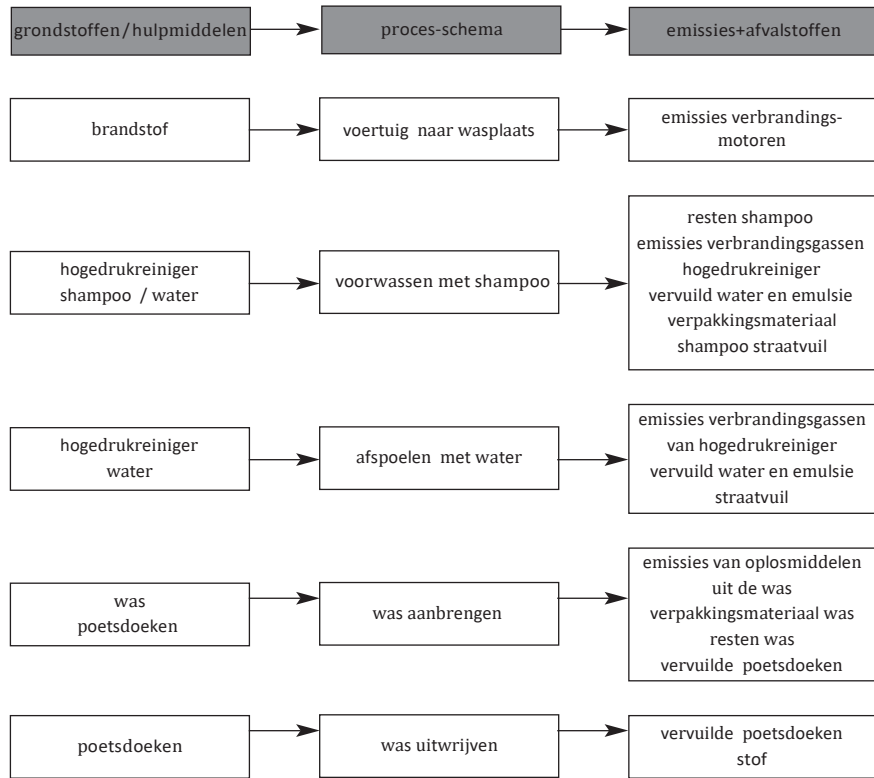 grondstoffen/hulpmiddelen
proces-schema
emissies+afvalstoffen
brandstof
voertuig naar wasplaats
emissies verbrandings-
motoren
hogedrukreiniger
shampoo / water
voorwassen met shampoo
resten shampoo
emissies verbrandingsgassen
hogedrukreiniger
vervuild water en emulsie
verpakkingsmateriaal
shampoo straatvuil
hogedrukreiniger
water
afspoelen met water
emissies verbrandingsgassen
van hogedrukreiniger
vervuild water en emulsie
straatvuil
was
poetsdoeken
was aanbrengen
emissies van oplosmiddelen
uit de was
verpakkingsmateriaal was
resten was
vervuilde poetsdoeken
poetsdoeken
was uitwrijven
vervuilde poetsdoeken
stof